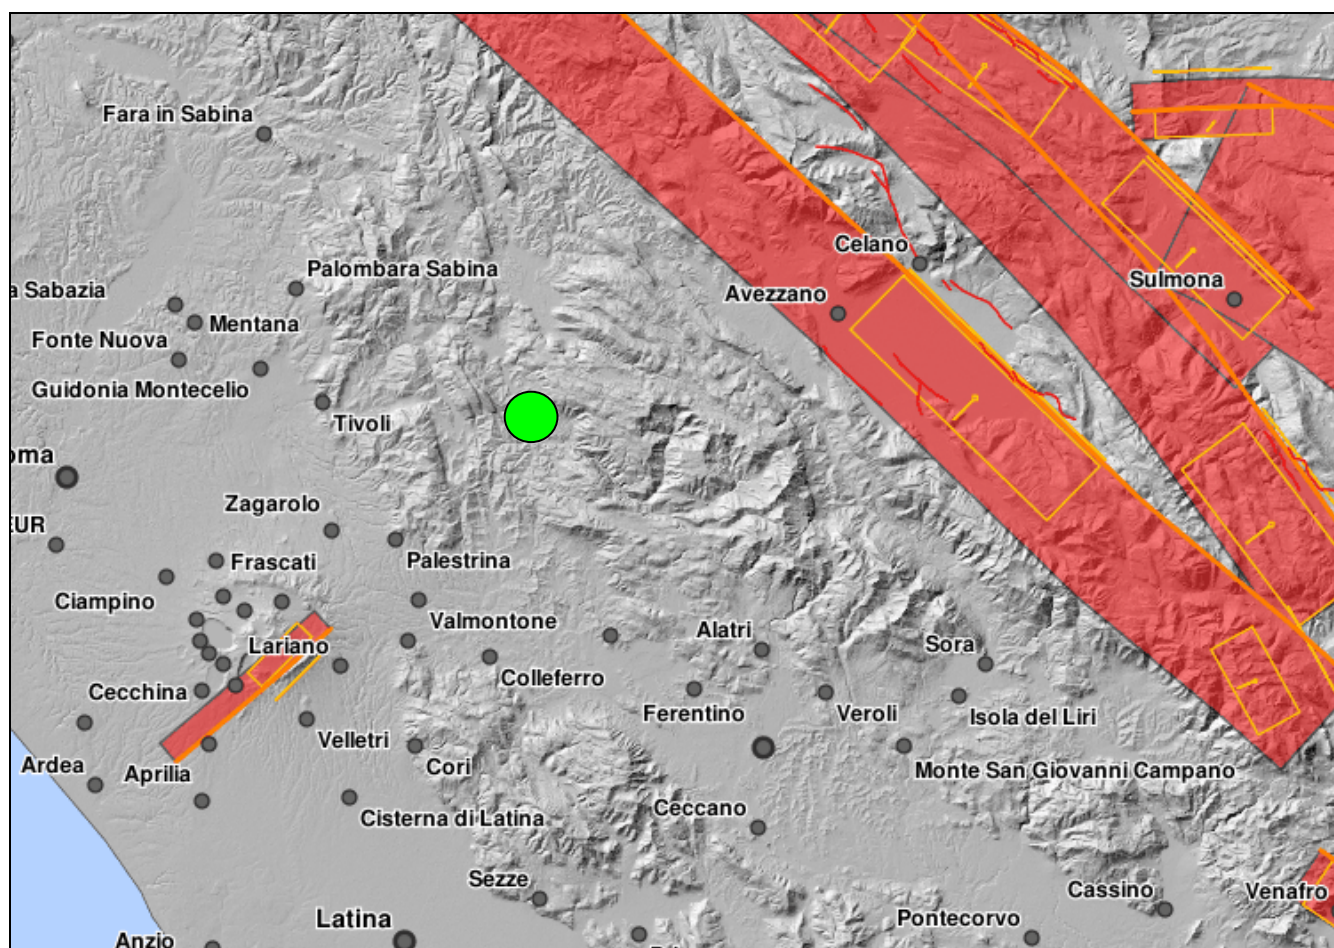 Fara in Sabina
Celano
Palombara Sabina
Sulmona
a Sabazia
Avezzano
Mentana
Fonte Nuova
Guidonia Montecelio
Tivoli
oma
Zagarolo
EUR
Frascati
Palestrina
Ciampino
Valmontone
Alatri
Lariano
Sora
Colleferro
Cecchina
Ferentino
Veroli
Isola del Liri
Velletri
Ardea
Aprilia
Cori
Monte San Giovanni Campano
Ceccano
Cisterna di Latina
Sezze
Cassino
Venafro
Latina
Pontecorvo
Anzio